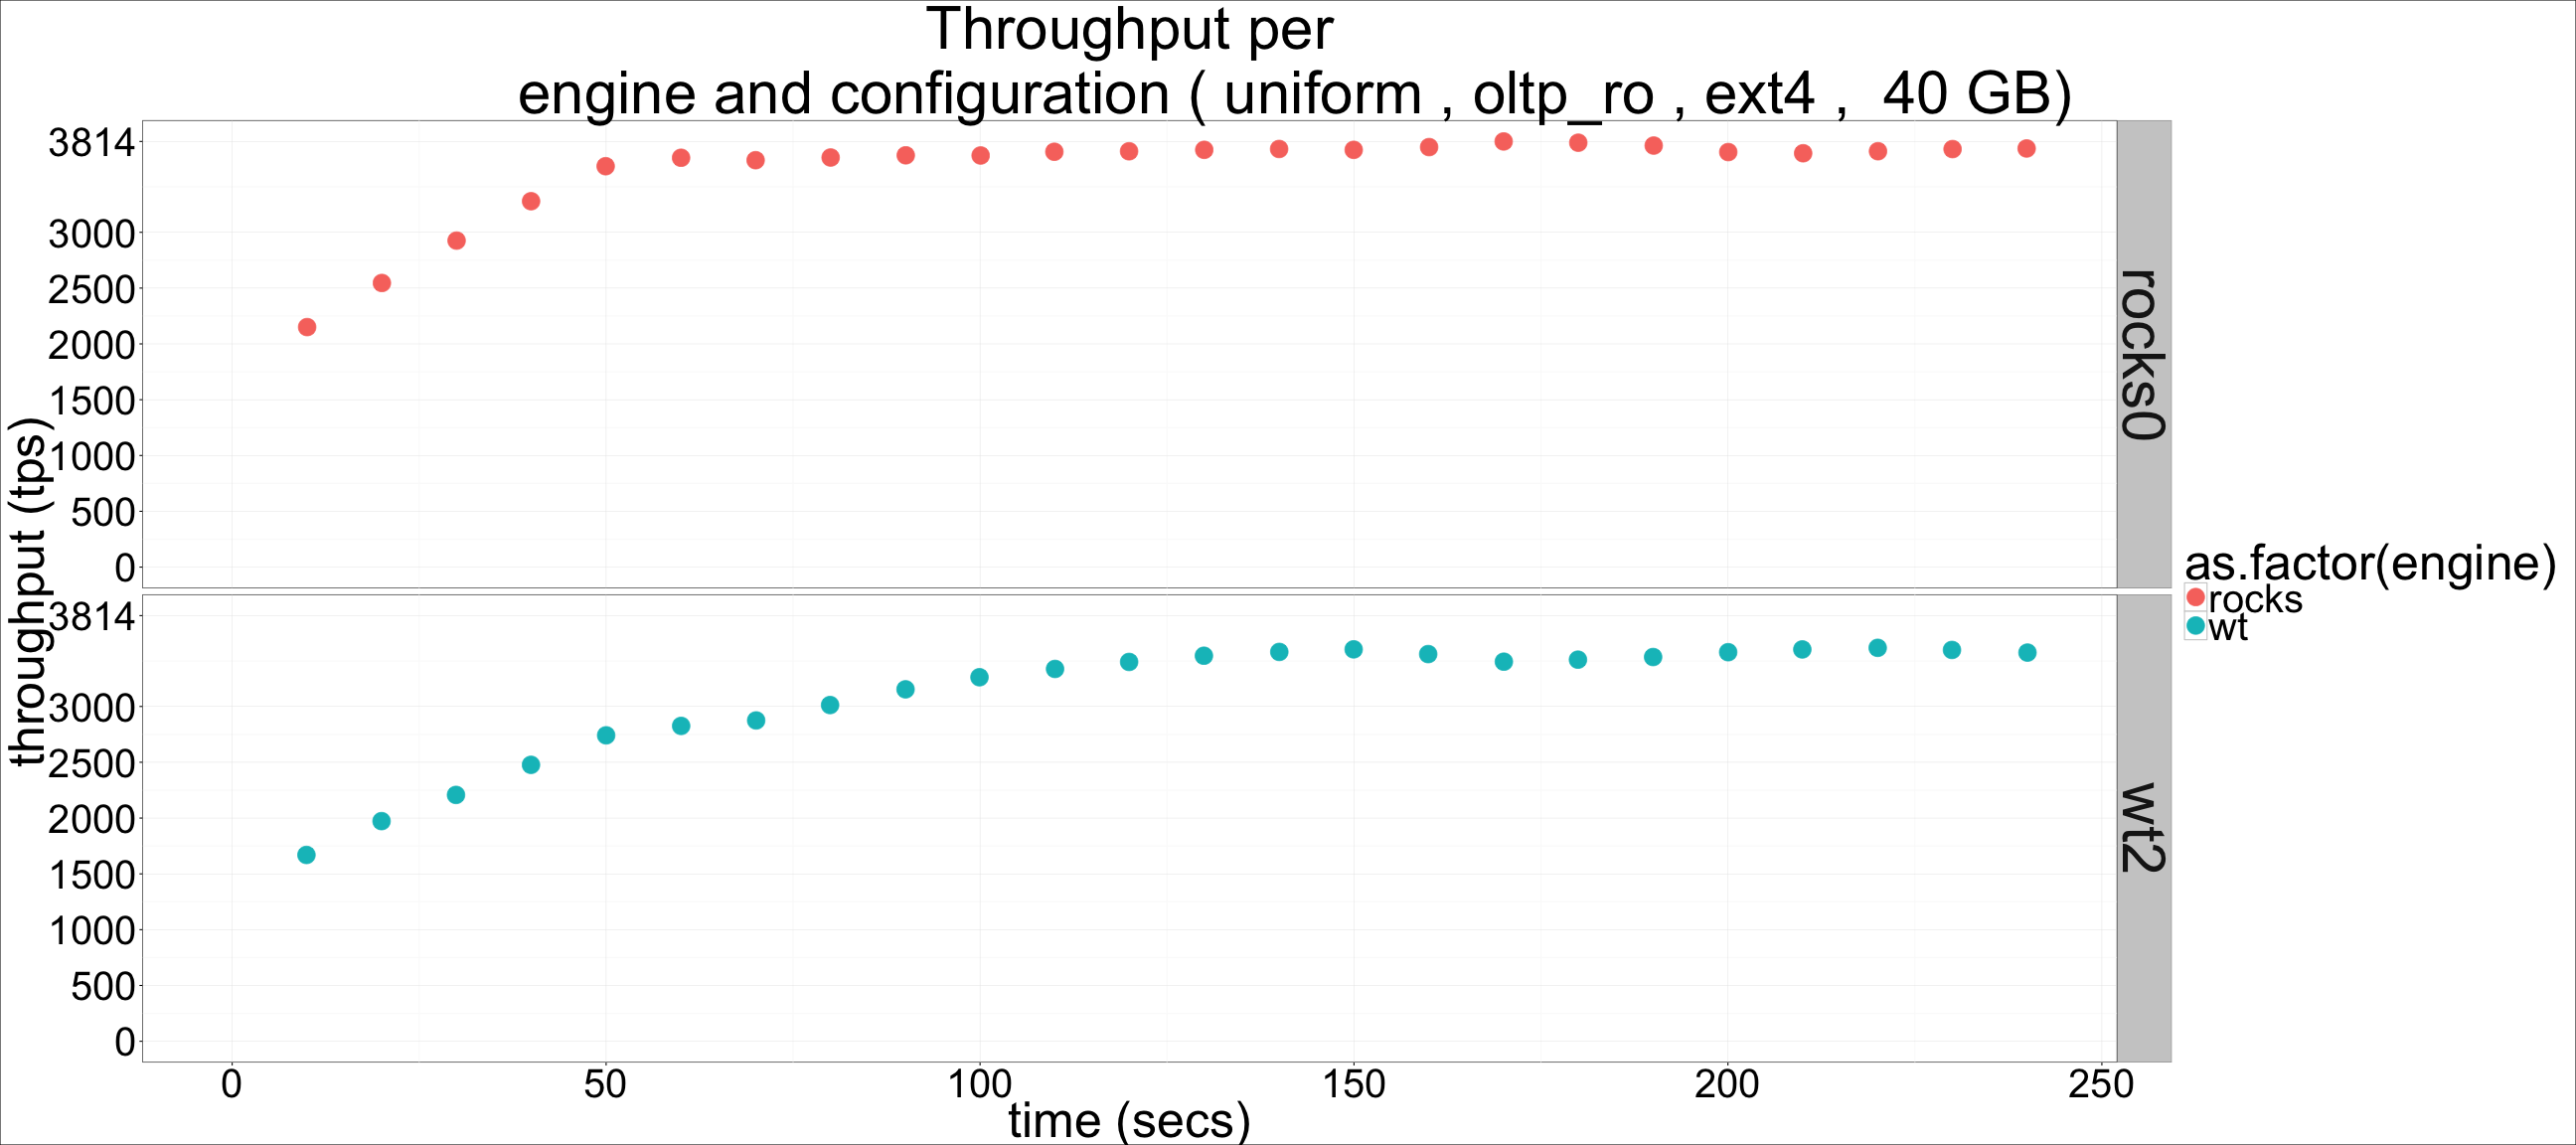 Throughput per
engine and configuration ( uniform , oltp_ro , ext4 ,  40 GB)
throughput (tps)
3814
3000
2500
2000
1500
1000
500
0
rocks0
3814
3000
2500
2000
1500
1000
500
0
wt2
0 50 100 150 200 250
time (secs)
as.factor(engine)
rocks
wt